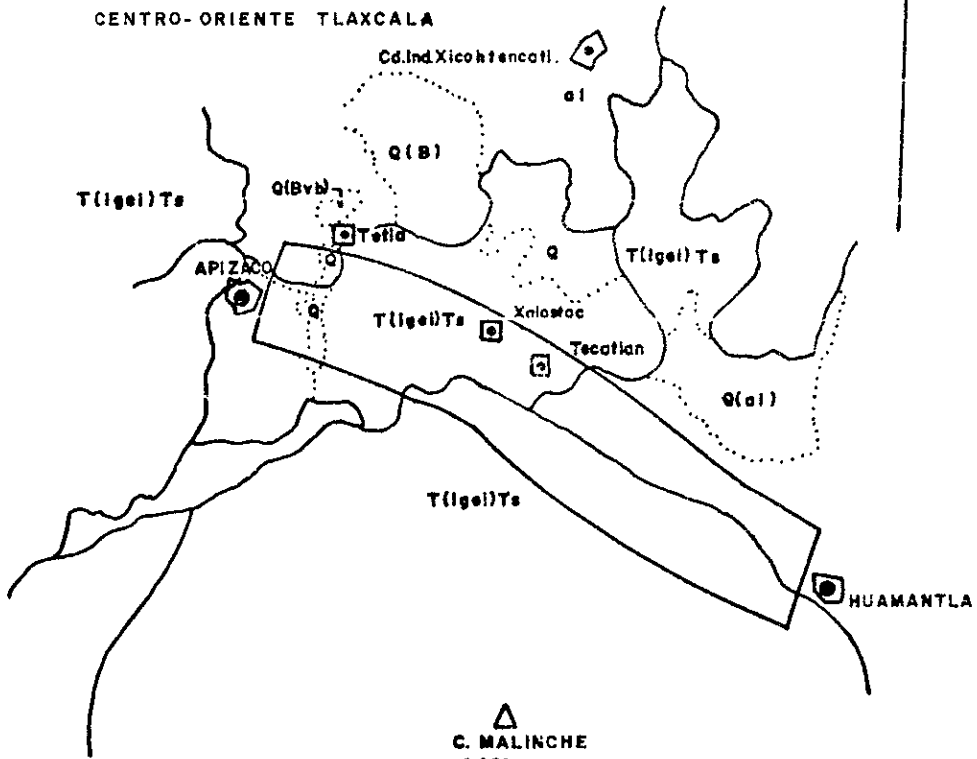 CENTRO-ORIENTE TLAXCALA
Cd.Ind.Xicohtencatl.
al
Q(B)
Q(Bvb)
T(igei)Ts
Tetla
Q
Q
T(igei)Ts
APIZACO
Q
T(igei)Ts
Xalostoc
Tecatlan
Q(al)
T(igei)Ts
HUAMANTLA
C. MALINCHE